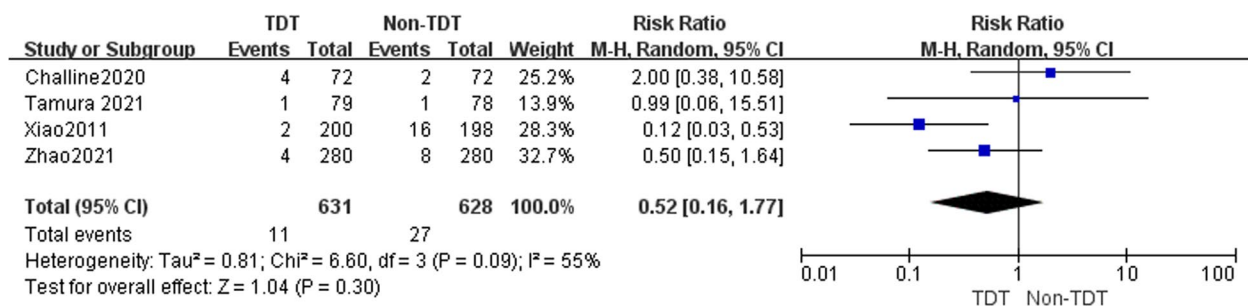 TDT Non-TDT Risk Ratio Risk Ratio
Study or Subgroup Events Total Events Total Weight M-H, Random, 95% CI M-H, Random, 95% CI
Challine2020 4 72 2 72 25.2% 2.00 [0.38, 10.58]
Tamura 2021 1 79 1 78 13.9% 0.99 [0.06, 15.51]
Xiao2011 2 200 16 198 28.3% 0.12 [0.03, 0.53]
Zhao2021 4 280 8 280 32.7% 0.50 [0.15, 1.64]
Total (95% CI) 631 628 100.0% 0.52 [0.16, 1.77]
Total events 11 27
Heterogeneity: Tau² = 0.81; Chi² = 6.60, df = 3 (P = 0.09); I² = 55%
Test for overall effect: Z = 1.04 (P = 0.30)
0.01 0.1 1 10 100
TDT Non-TDT